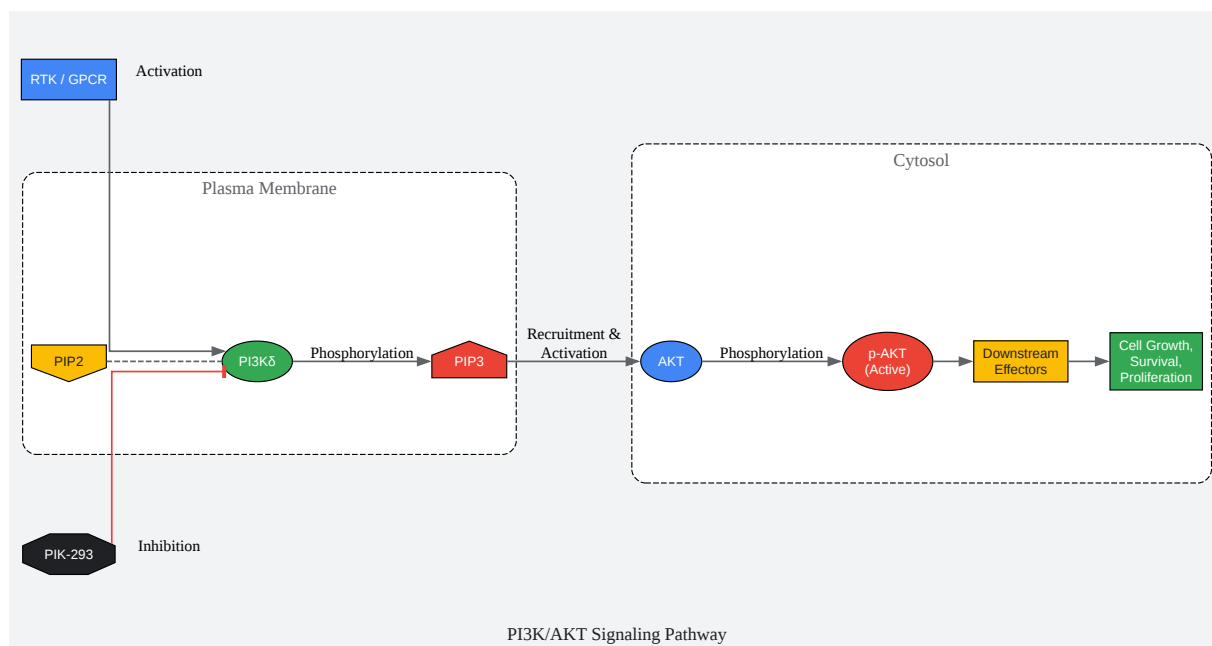 RTK / GPCR
Activation
Cytosol
Plasma Membrane
PIP2
PI3Kδ
Phosphorylation
PIP3
Recruitment &
Activation
AKT
Phosphorylation
p-AKT
(Active)
Downstream
Effectors
Cell Growth,
Survival,
Proliferation
PIK-293
Inhibition
PI3K/AKT Signaling Pathway